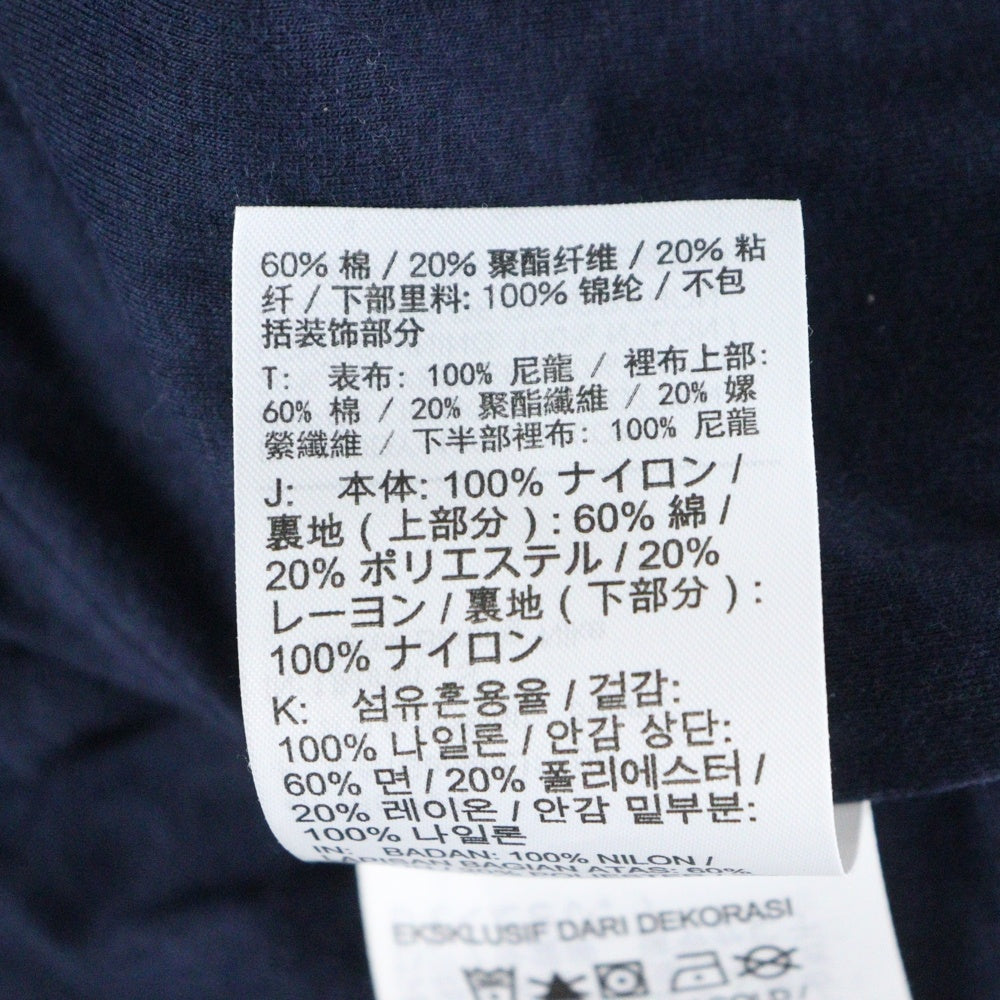 60% 棉 / 20% 聚酯纤维 / 20% 粘
纤 / 下部里料: 100% 锦纶 / 不包
括装饰部分
T: 表布: 100% 尼龍 / 裡布上部:
60% 棉 / 20% 聚酯纖維 / 20% 嫘
縈纖維 / 下半部裡布: 100% 尼龍
J: 本体: 100% ナイロン /
裏地 ( 上部分 ) : 60% 綿 /
20% ポリエステル / 20%
レーヨン / 裏地 ( 下部分 ) :
100% ナイロン
K: 섬유혼용율 / 겉감:
100% 나일론 / 안감 상단:
60% 면 / 20% 폴리에스터 /
20% 레이온 / 안감 밑부분:
100% 나일론
IN: BADAN: 100% NILON /
LAPISAN BAGIAN ATAS: 60%
EKSKLUSIF DARI DEKORASI